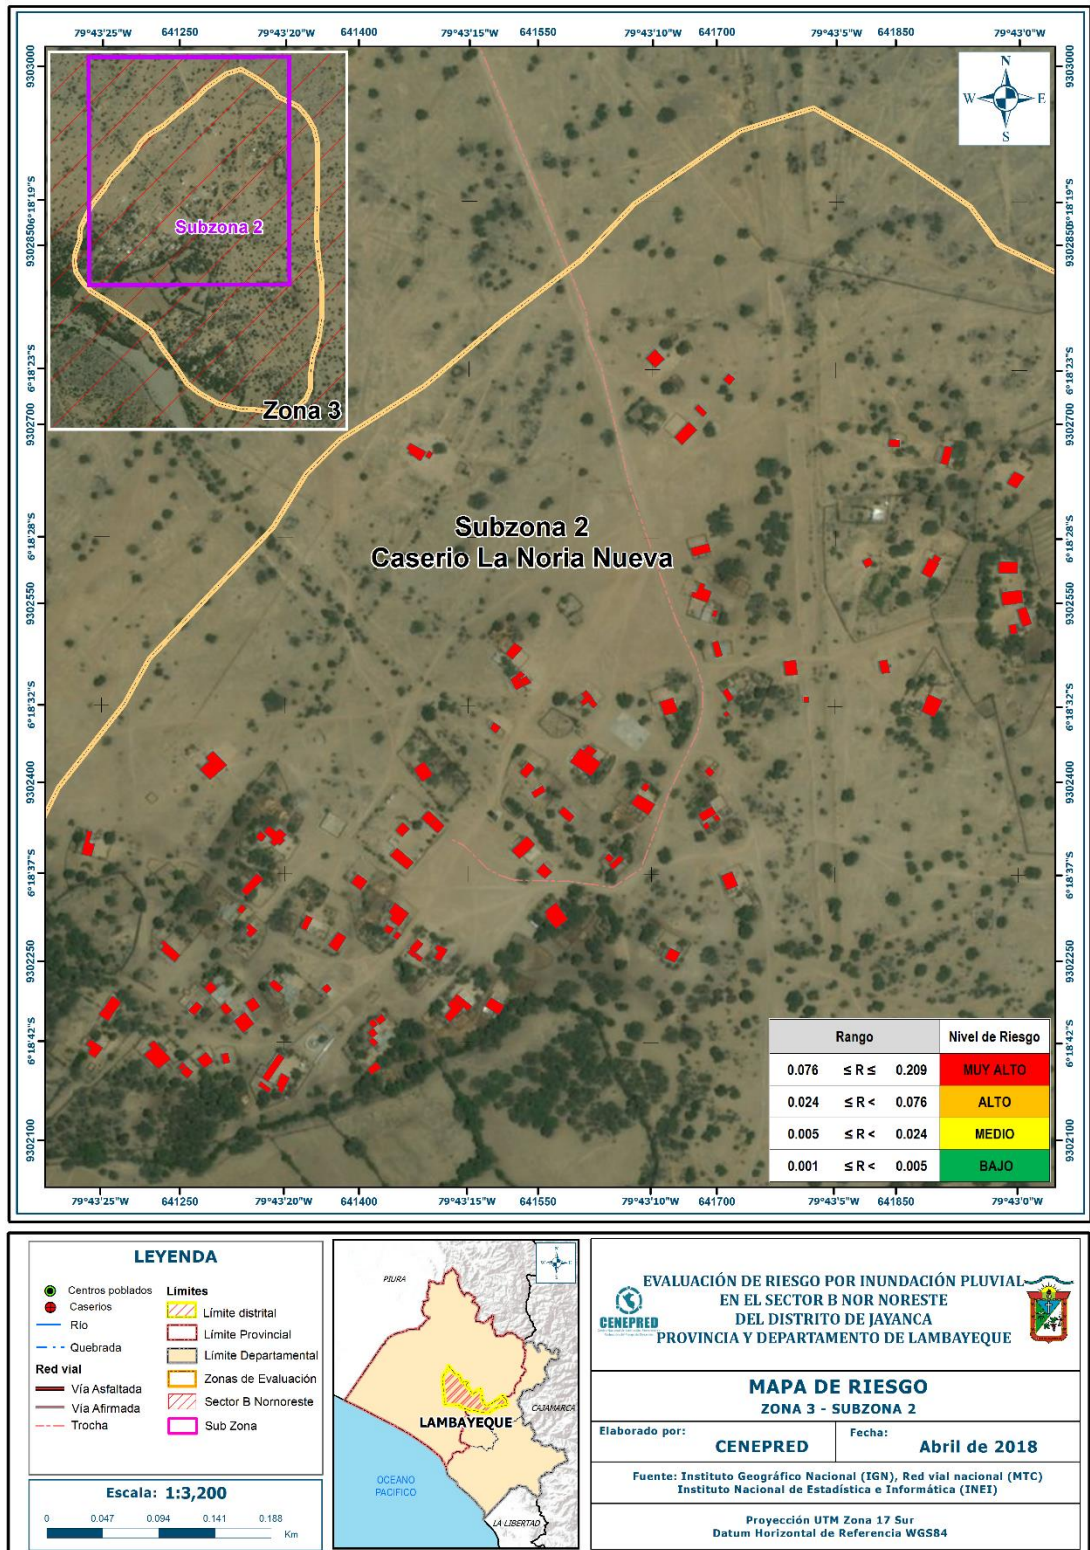 79°43'25"W 641250 79°43'20"W 641400 79°43'15"W 641550 79°43'10"W 641700 79°43'5"W 641850 79°43'0"W
9303000
6°18'19"S
9302850
6°18'23"S
9302700
6°18'28"S
9302550
6°18'32"S
9302400
6°18'37"S
9302250
6°18'42"S
9302100
Subzona 2
Zona 3
N
W E
S
Subzona 2
Caserio La Noria Nueva
9303000
6°18'19"S
9302850
6°18'23"S
9302700
6°18'28"S
9302550
6°18'32"S
9302400
6°18'37"S
9302250
6°18'42"S
9302100
Rango Nivel de Riesgo
0.076 ≤ R ≤ 0.209 MUY ALTO
0.024 ≤ R < 0.076 ALTO
0.005 ≤ R < 0.024 MEDIO
0.001 ≤ R < 0.005 BAJO
79°43'25"W 641250 79°43'20"W 641400 79°43'15"W 641550 79°43'10"W 641700 79°43'5"W 641850 79°43'0"W
LEYENDA
Centros poblados
Caserios
Río
Quebrada
Red vial
Vía Asfaltada
Vía Afirmada
Trocha
Límites
Límite distrital
Límite Provincial
Límite Departamental
Zonas de Evaluación
Sector B Nornoreste
Sub Zona
Escala: 1:3,200
0 0.047 0.094 0.141 0.188
Km
PIURA
CAJAMARCA
LAMBAYEQUE
OCEANO
PACIFICO
LA LIBERTAD
CENEPRED
EVALUACIÓN DE RIESGO POR INUNDACIÓN PLUVIAL
EN EL SECTOR B NOR NORESTE
DEL DISTRITO DE JAYANCA
PROVINCIA Y DEPARTAMENTO DE LAMBAYEQUE
MAPA DE RIESGO
ZONA 3 - SUBZONA 2
Elaborado por:
CENEPRED
Fecha:
Abril de 2018
Fuente: Instituto Geográfico Nacional (IGN), Red vial nacional (MTC)
Instituto Nacional de Estadística e Informática (INEI)
Proyección UTM Zona 17 Sur
Datum Horizontal de Referencia WGS84